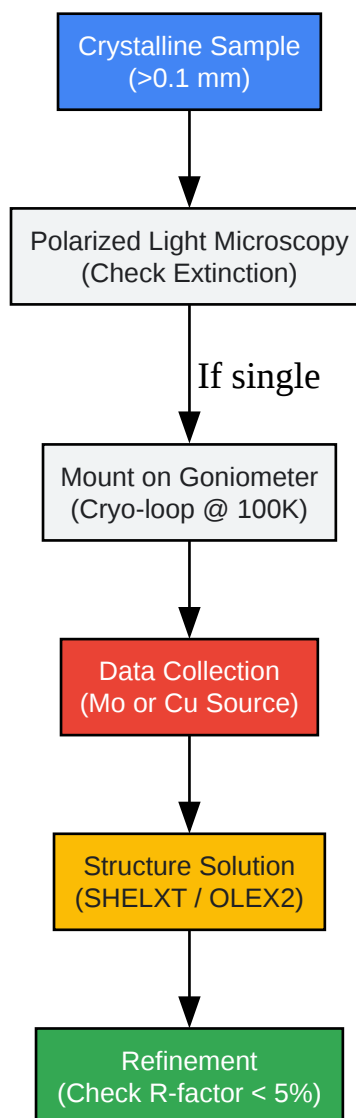 Crystalline Sample
(>0.1 mm)
Polarized Light Microscopy
(Check Extinction)
If single
Mount on Goniometer
(Cryo-loop @ 100K)
Data Collection
(Mo or Cu Source)
Structure Solution
(SHELXT / OLEX2)
Refinement
(Check R-factor < 5%)